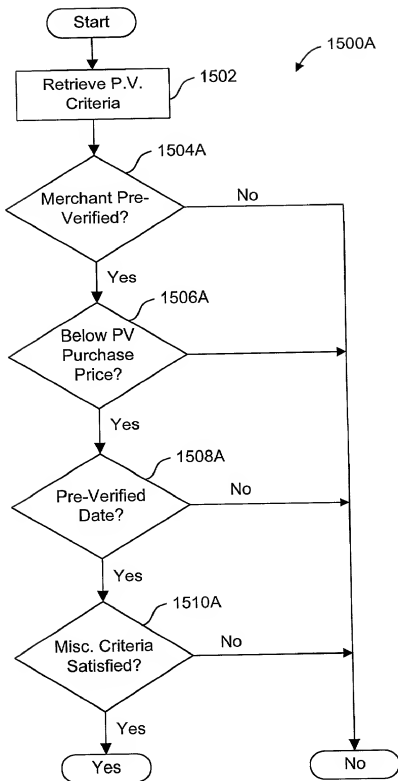 Start
1500A
Retrieve P.V.
Criteria
1502
1504A
Merchant Pre-
Verified?
No
Yes
1506A
Below PV
Purchase
Price?
Yes
1508A
Pre-Verified
Date?
No
Yes
1510A
Misc. Criteria
Satisfied?
No
Yes
Yes
No